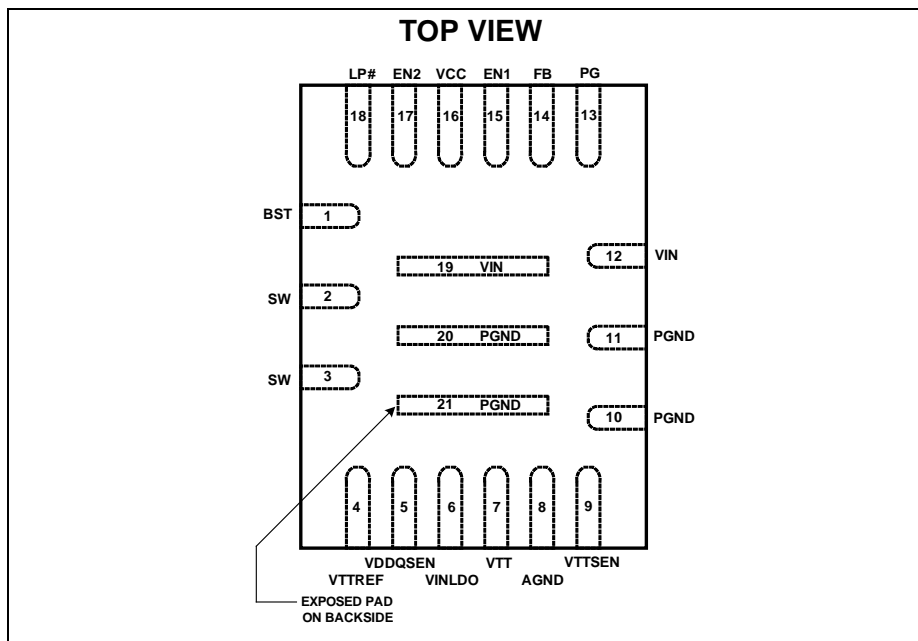 TOP VIEW
LP# EN2 VCC EN1 FB PG
18 17 16 15 14 13
BST 1
12 VIN
19 VIN
SW 2
20 PGND
11 PGND
SW 3
21 PGND
10 PGND
4 5 6 7 8 9
VDDQSEN VTT VTTSEN
VTTREF VINLDO AGND
EXPOSED PAD
ON BACKSIDE